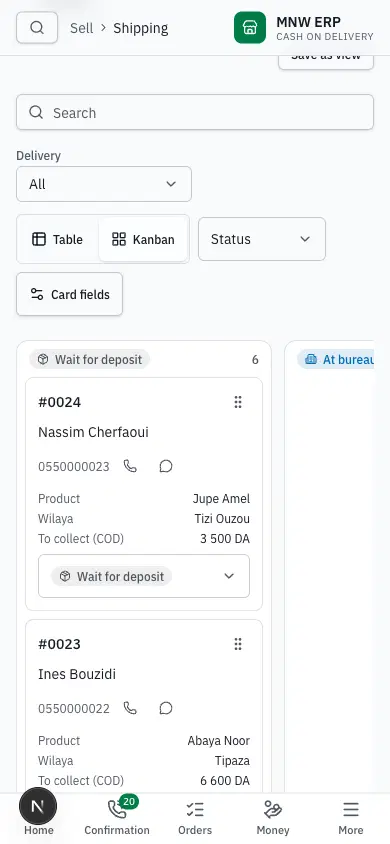 Sell > Shipping
MNW ERP
CASH ON DELIVERY
Save as view
Search
Delivery
All
Table
Kanban
Status
Card fields
Wait for deposit
6
At bureau
#0024
Nassim Cherfaoui
0550000023
Product
Jupe Amel
Wilaya
Tizi Ouzou
To collect (COD)
3 500 DA
Wait for deposit
#0023
Ines Bouzidi
0550000022
Product
Abaya Noor
Wilaya
Tipaza
To collect (COD)
6 600 DA
N
20
Home
Confirmation
Orders
Money
More